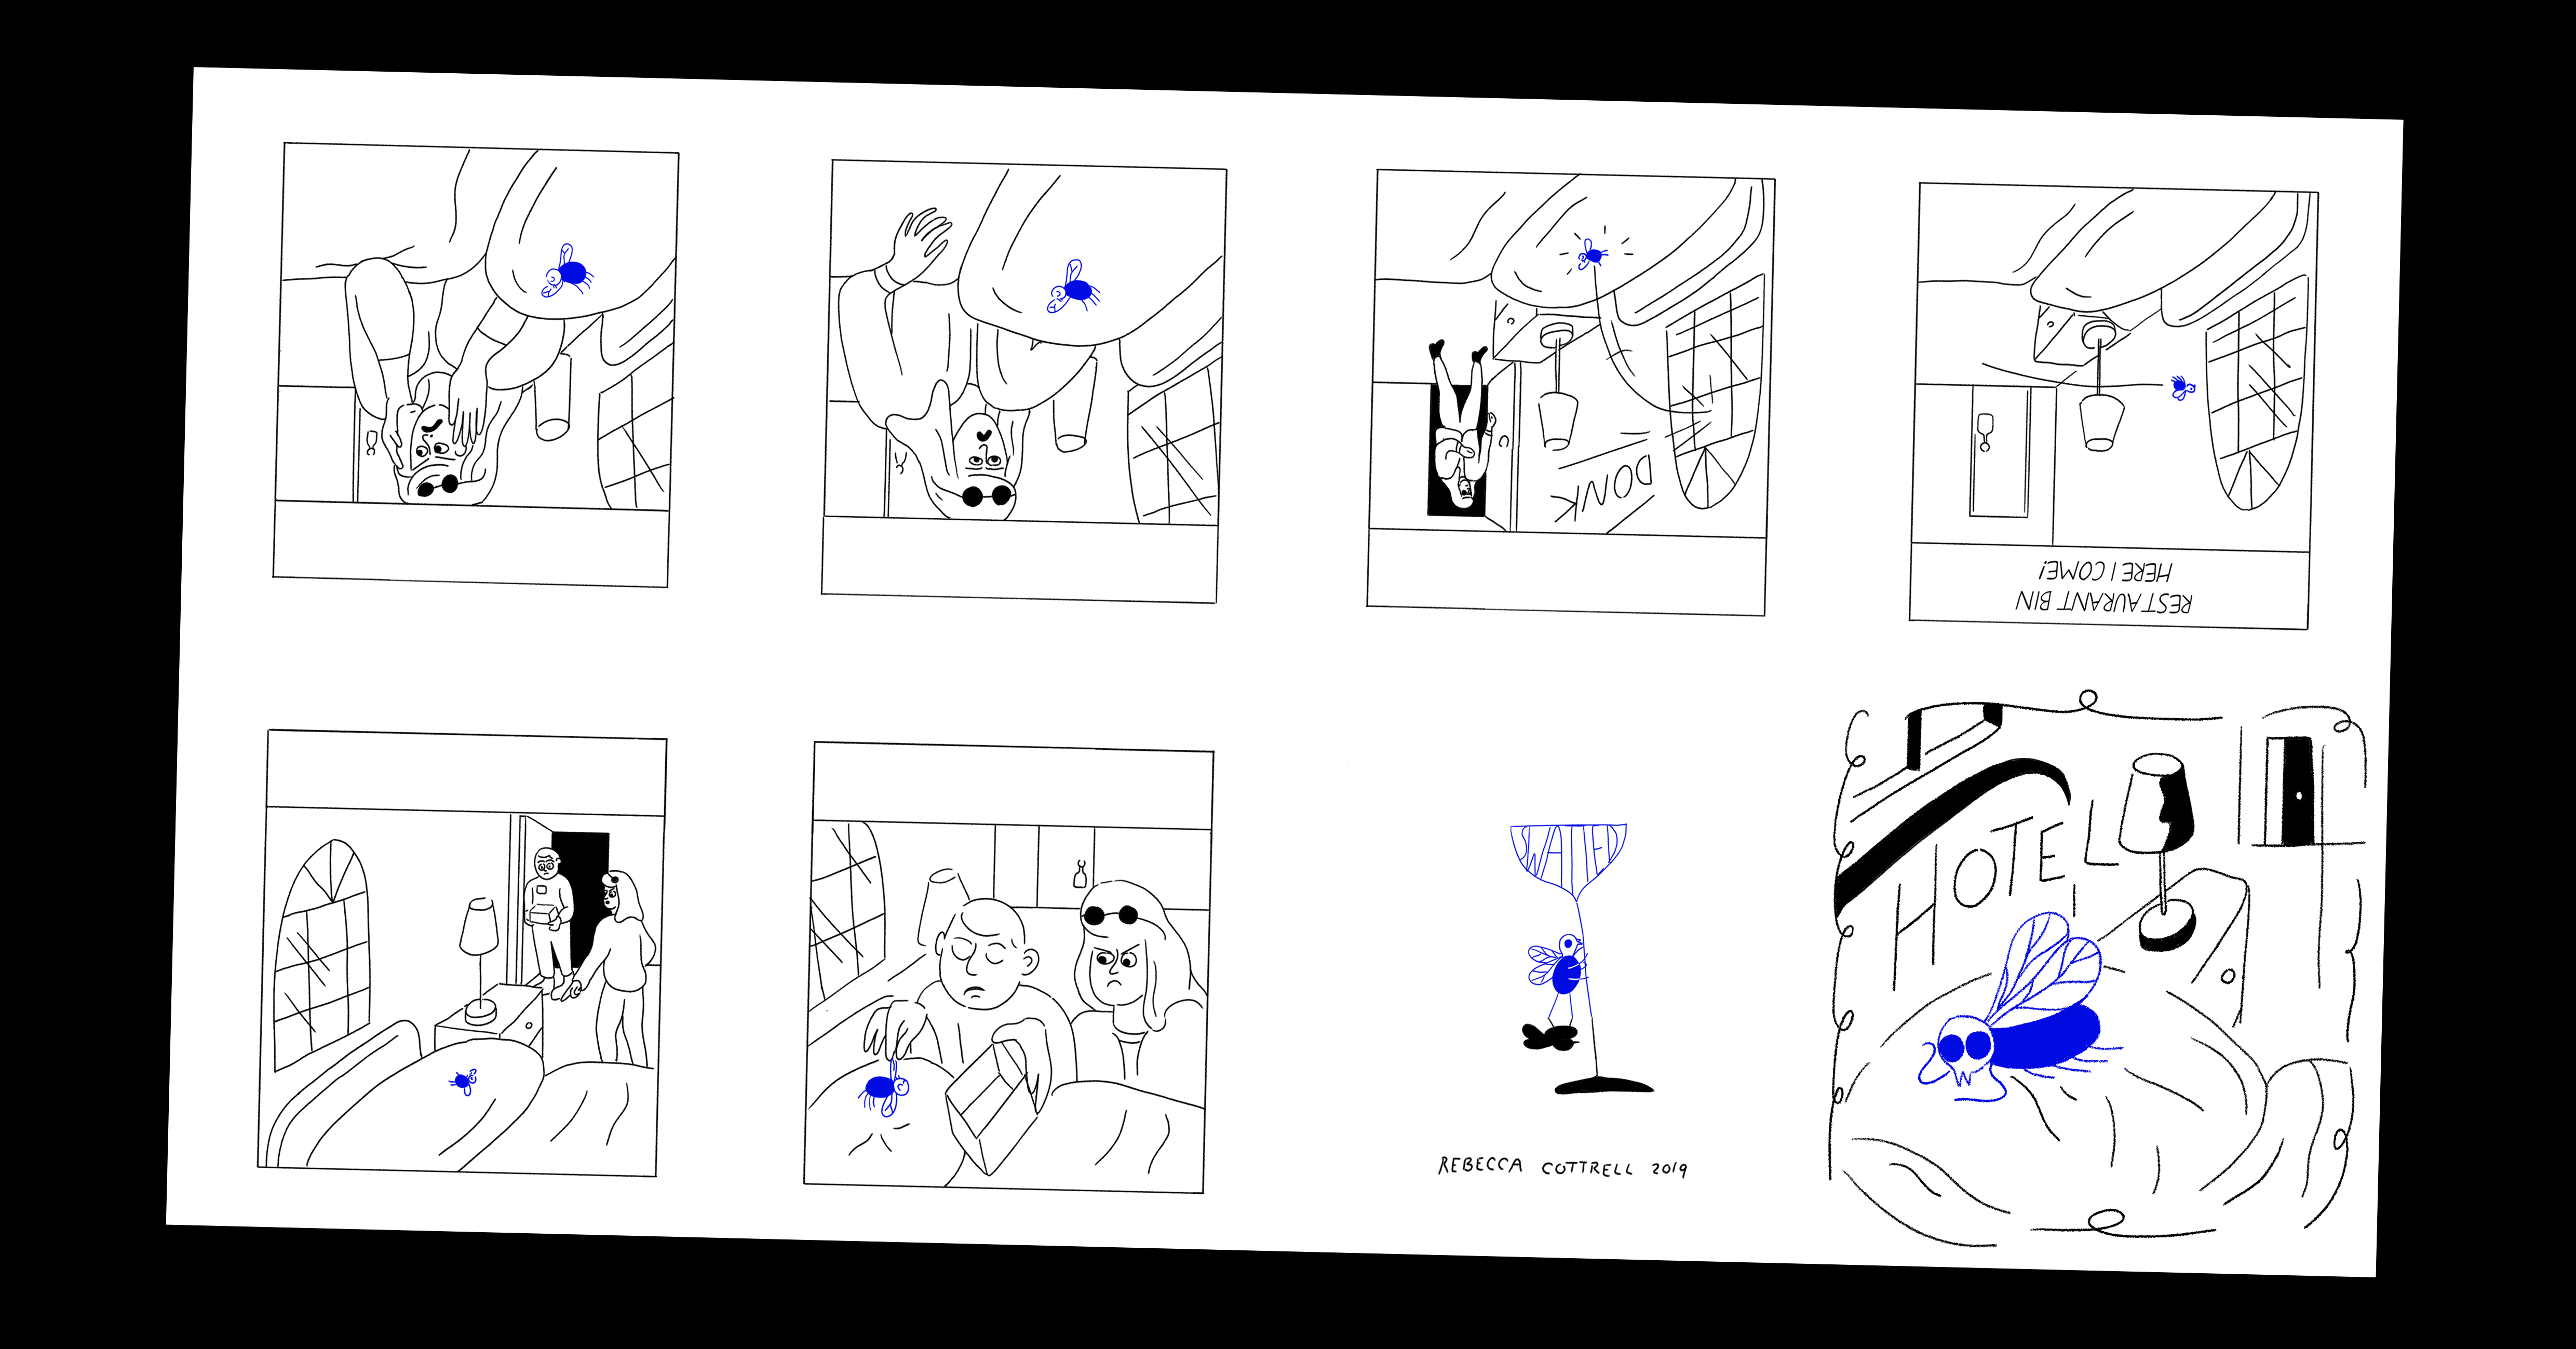 DONK
RESTAURANT BIN
HERE I COME!
SWATTED
REBECCA COTTRELL 2019
HOTEL